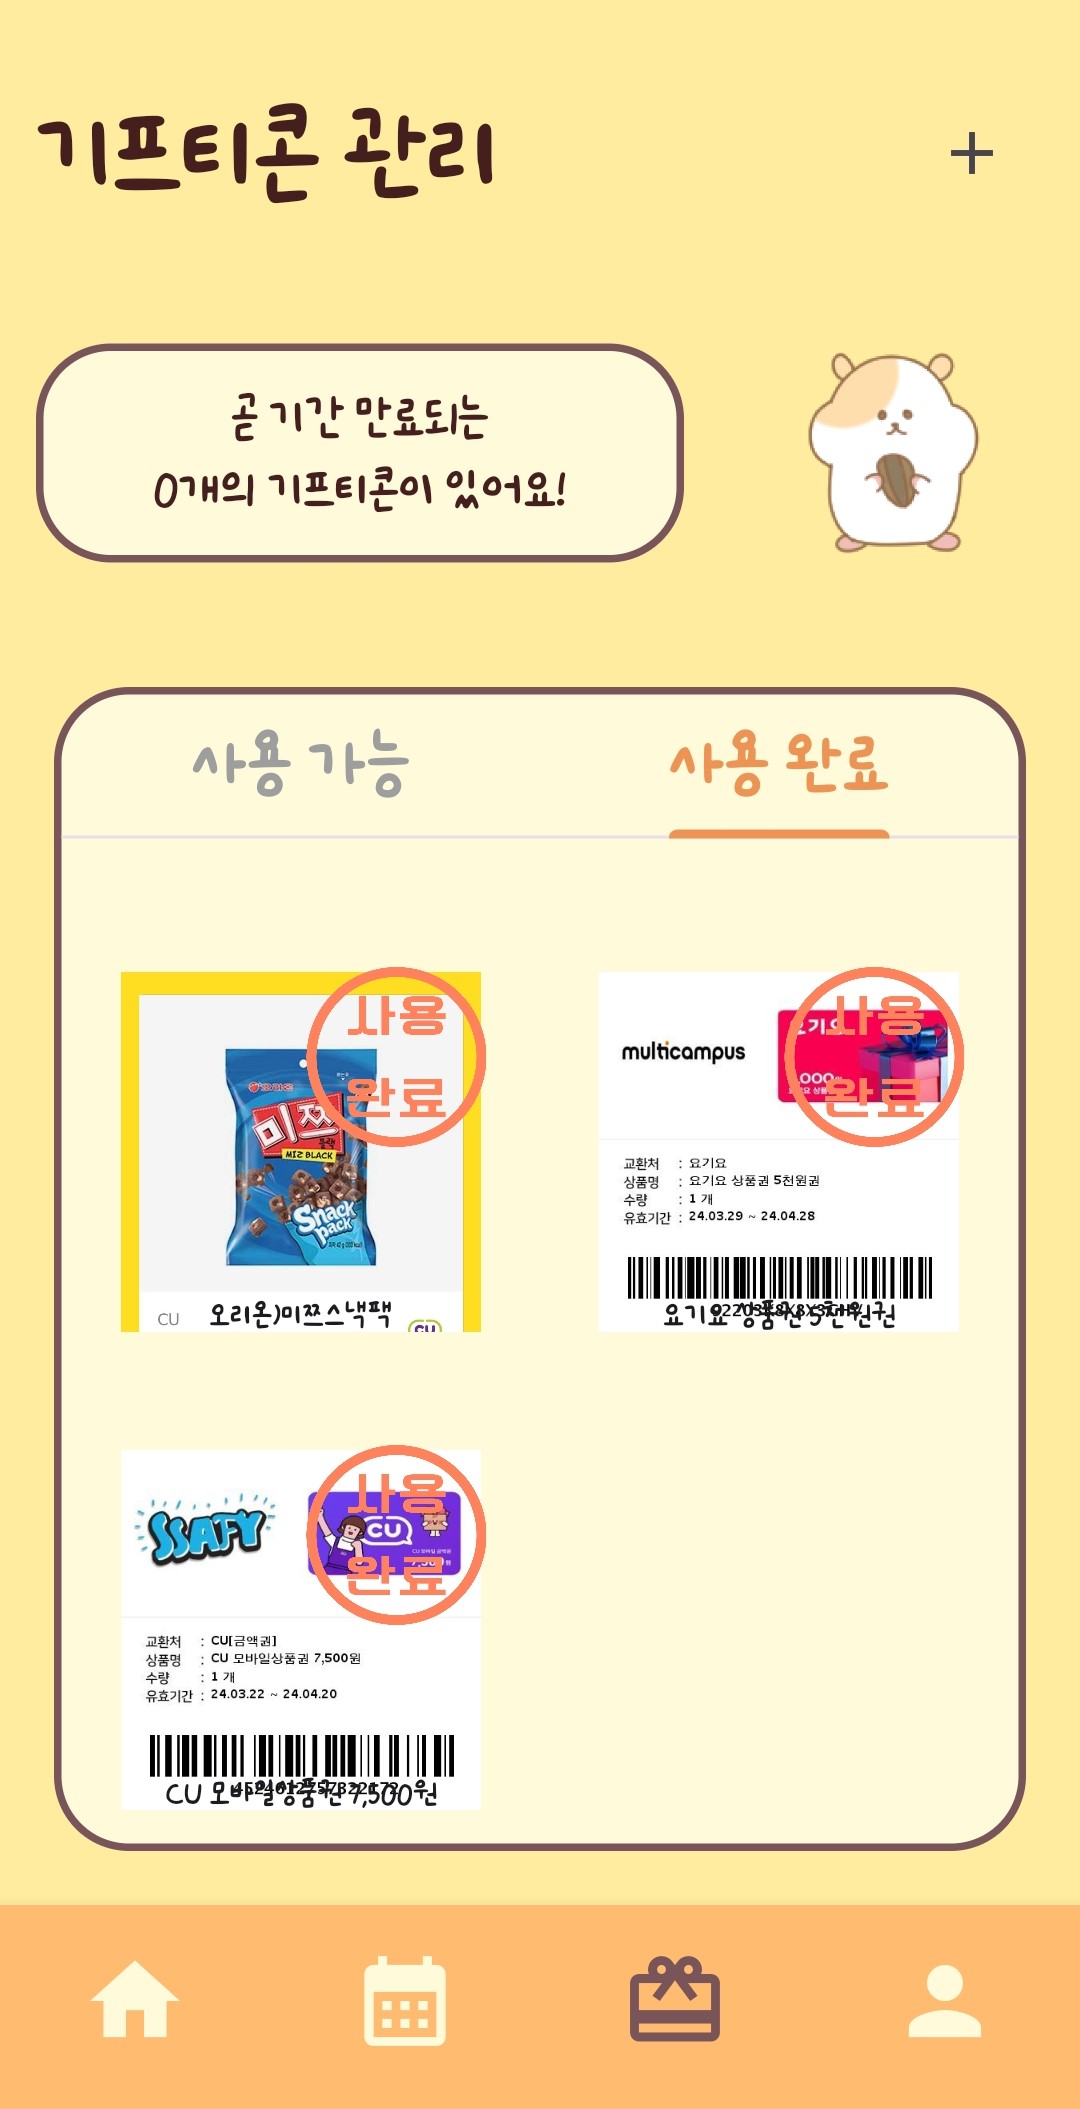 기프티콘 관리
곧 기간 만료되는
0개의 기프티콘이 있어요!
사용 가능
사용 완료
사용
완료
오리온
미쯔
블랙
MIZ BLACK
Snack
pack
CU
오리온)미쯔스낵팩
CU
multicampus
요기요
사용
완료
교환처 : 요기요
상품명 : 요기요 상품권 5천원권
수량 : 1 개
유효기간 : 24.03.29 ~ 24.04.28
요기요 상품권 5천원권
SSAFY
CU
사용
완료
교환처 : CU[금액권]
상품명 : CU 모바일상품권 7,500원
수량 : 1 개
유효기간 : 24.03.22 ~ 24.04.20
CU 모바일상품권 7,500원